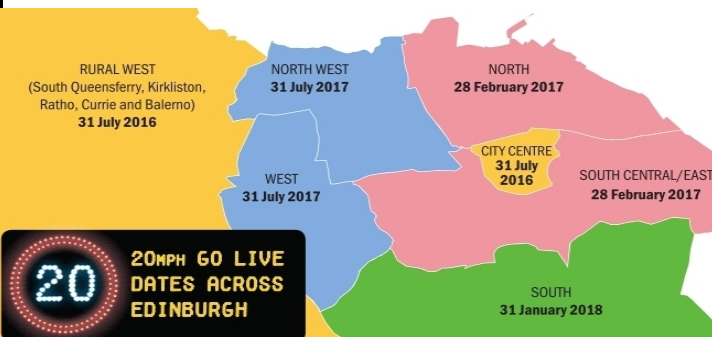 RURAL WEST
(South Queensferry, Kirkliston,
Ratho, Currie and Balerno)
31 July 2016
NORTH WEST
31 July 2017
NORTH
28 February 2017
CITY CENTRE
31 July
2016
SOUTH CENTRAL/EAST
28 February 2017
WEST
31 July 2017
SOUTH
31 January 2018
20
20MPH GO LIVE
DATES ACROSS
EDINBURGH